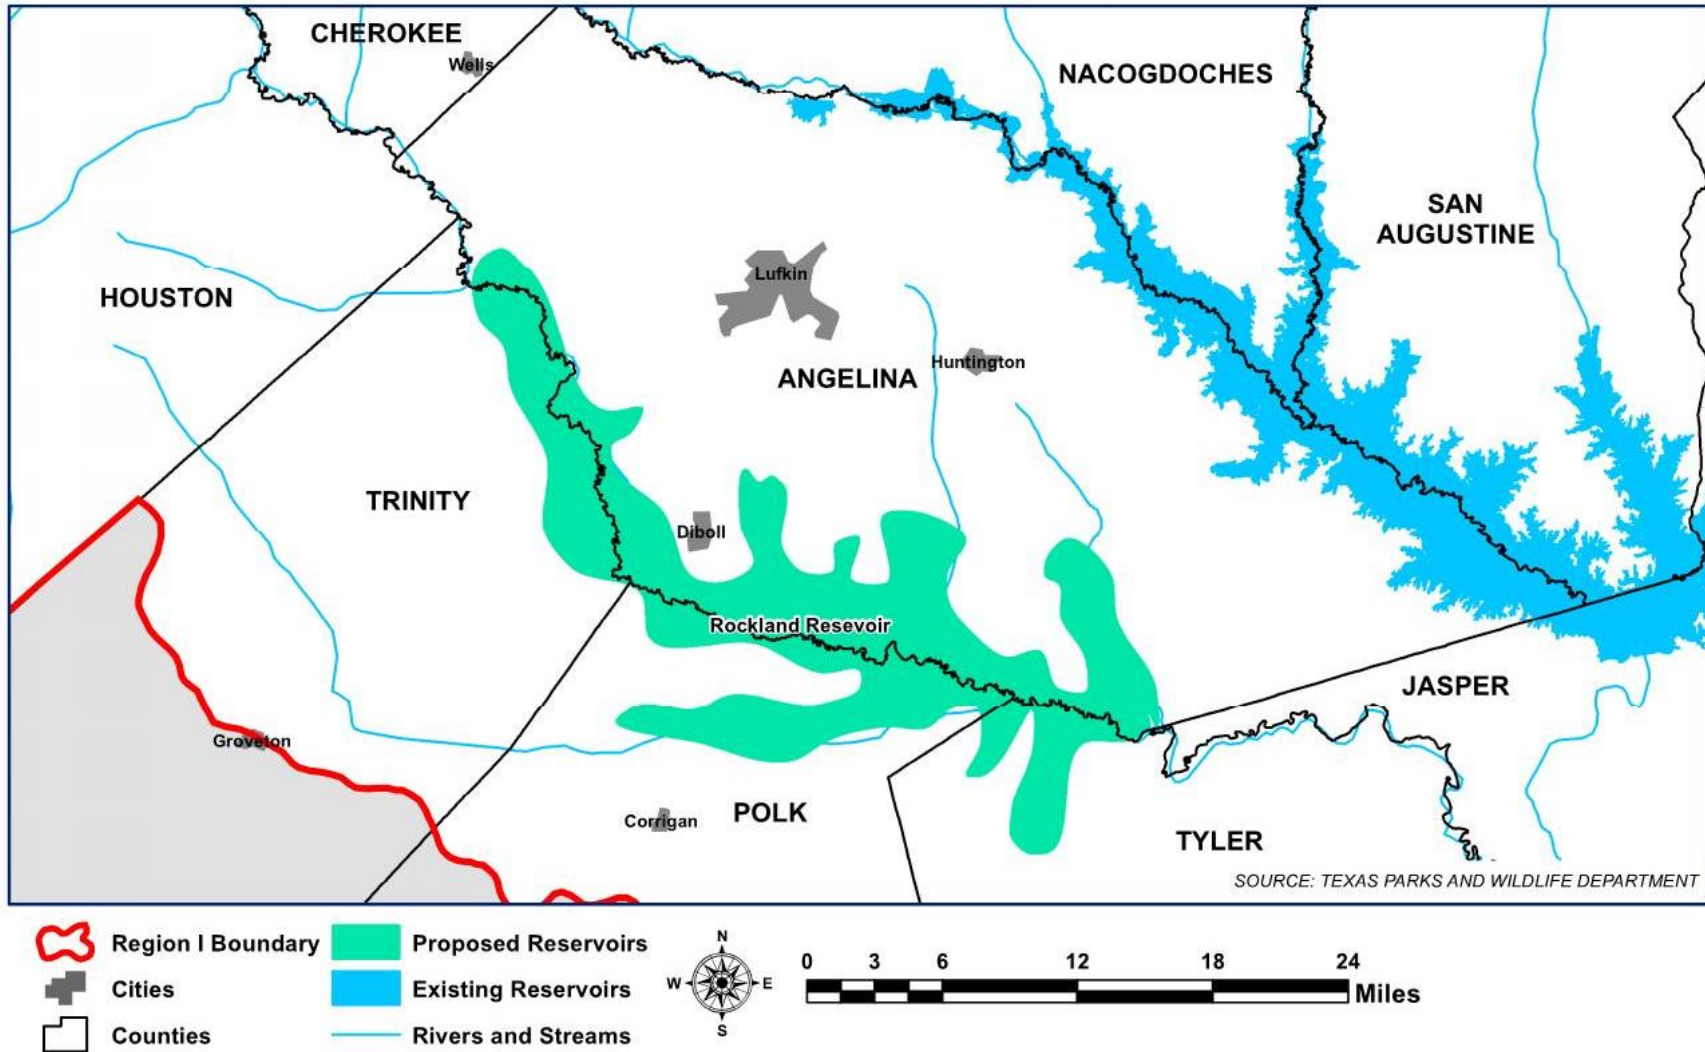 CHEROKEE
Wells
NACOGDOCHES
SAN
AUGUSTINE
Lufkin
HOUSTON
Huntington
ANGELINA
TRINITY
Diboll
Rockland Resevoir
JASPER
Groveton
Corrigan
POLK
TYLER
SOURCE: TEXAS PARKS AND WILDLIFE DEPARTMENT
Region I Boundary
Cities
Counties
Proposed Reservoirs
Existing Reservoirs
Rivers and Streams
N
W E
S
0 3 6 12 18 24
Miles